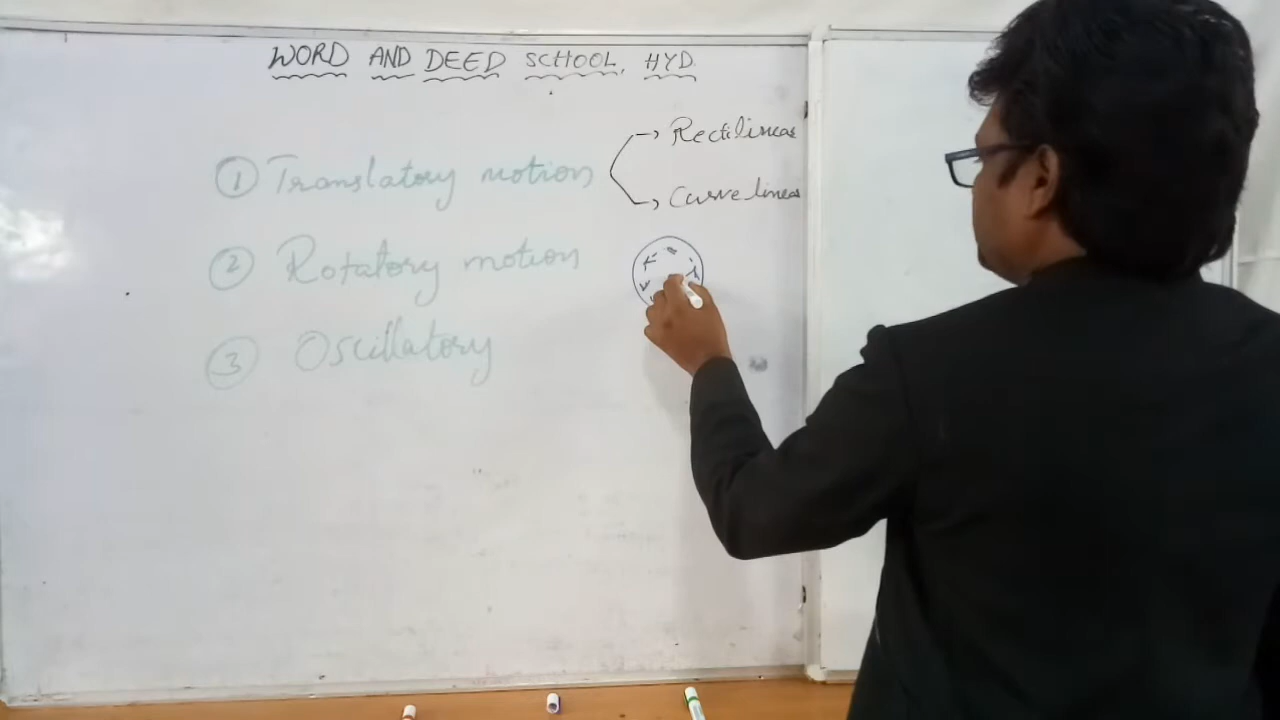 WORD AND DEED SCHOOL, HYD.
① Translatory motion
→ Rectilinear
→ Curvelinear
② Rotatory motion
③ Oscillatory